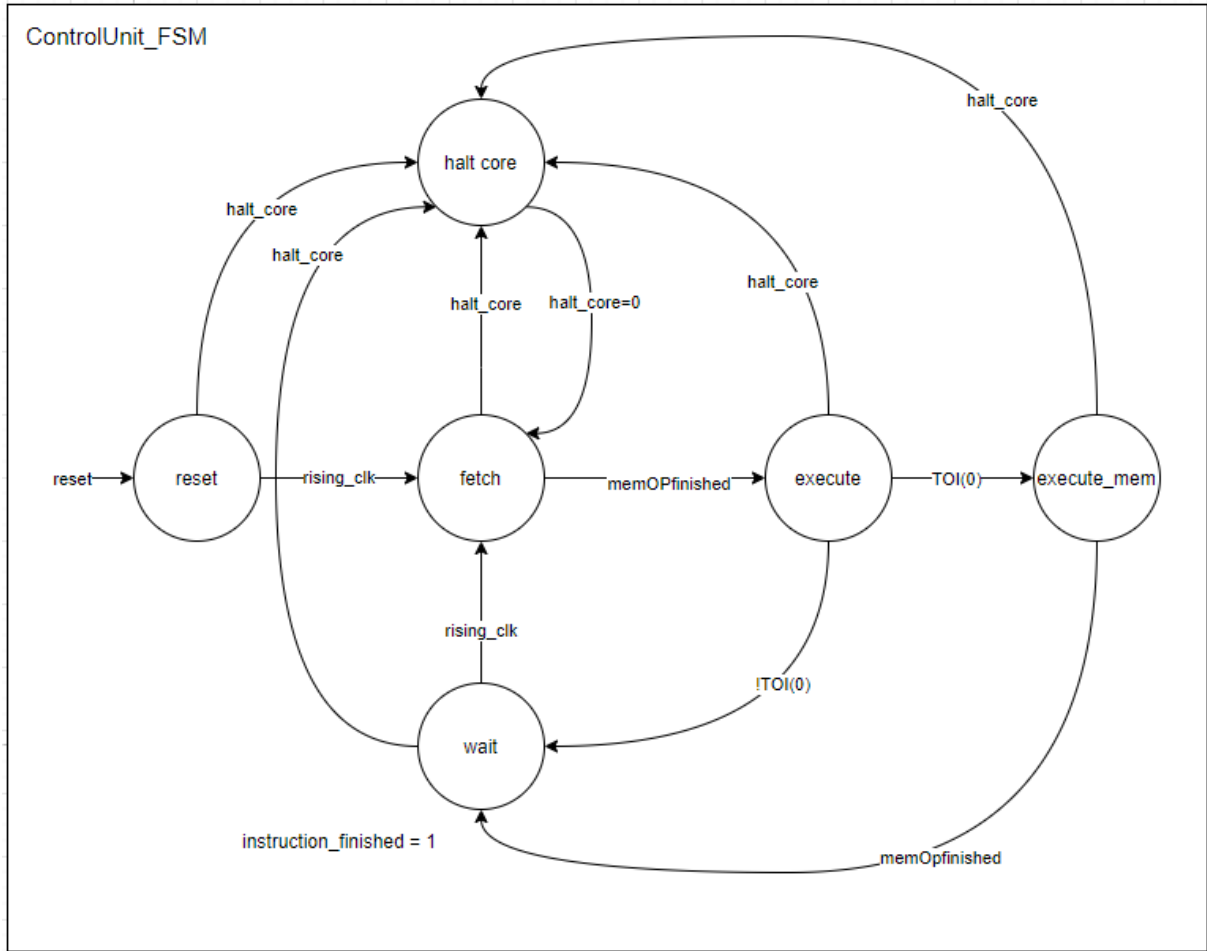 ControlUnit_FSM
halt_core
halt core
halt_core
halt_core
halt_core
halt_core=0
halt_core
reset
reset
rising_clk
fetch
memOPfinished
execute
TOI(0)
execute_mem
rising_clk
!TOI(0)
wait
instruction_finished = 1
memOpfinished